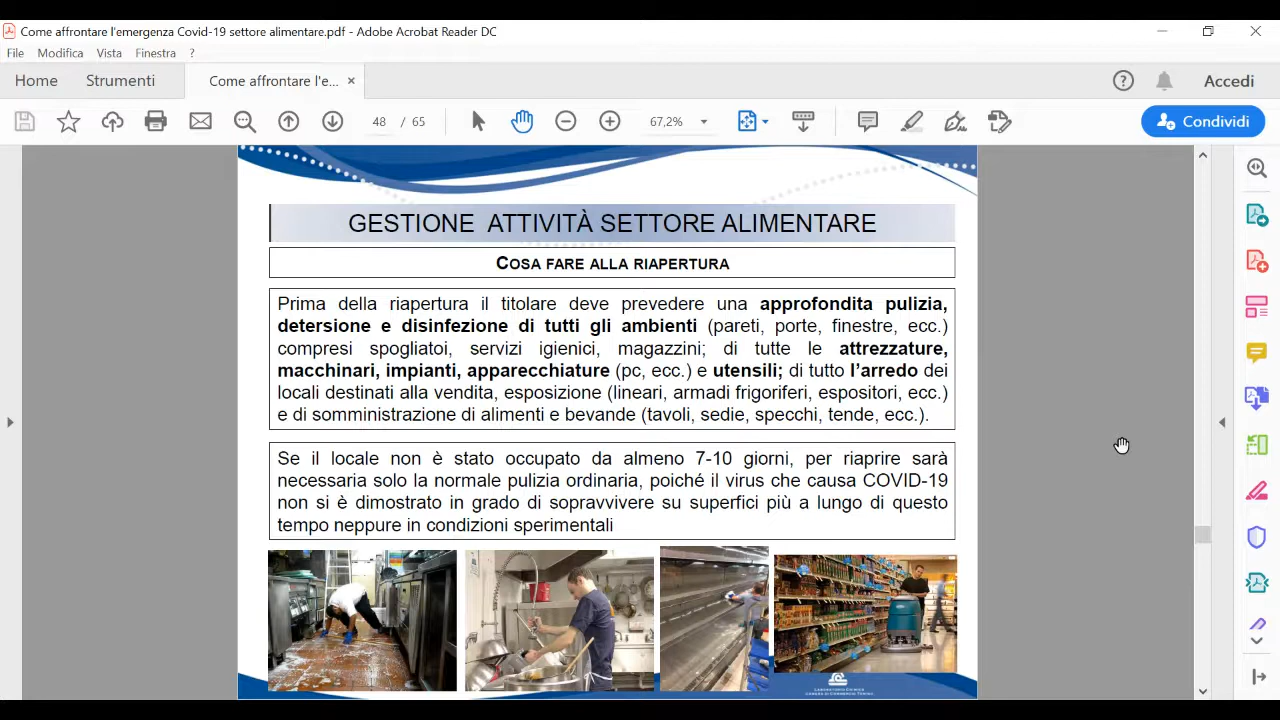 Come affrontare l'emergenza Covid-19 settore alimentare.pdf - Adobe Acrobat Reader DC
File Modifica Vista Finestra ?
Home Strumenti Come affrontare l'e... × Accedi
48 / 65 67,2% Condividi
GESTIONE ATTIVITÀ SETTORE ALIMENTARE
COSA FARE ALLA RIAPERTURA
Prima della riapertura il titolare deve prevedere una approfondita pulizia,
detersione e disinfezione di tutti gli ambienti (pareti, porte, finestre, ecc.)
compresi spogliatoi, servizi igienici, magazzini; di tutte le attrezzature,
macchinari, impianti, apparecchiature (pc, ecc.) e utensili; di tutto l'arredo dei
locali destinati alla vendita, esposizione (lineari, armadi frigoriferi, espositori, ecc.)
e di somministrazione di alimenti e bevande (tavoli, sedie, specchi, tende, ecc.).
Se il locale non è stato occupato da almeno 7-10 giorni, per riaprire sarà
necessaria solo la normale pulizia ordinaria, poiché il virus che causa COVID-19
non si è dimostrato in grado di sopravvivere su superfici più a lungo di questo
tempo neppure in condizioni sperimentali
LABORATORIO CHIMICO
CAMERA DI COMMERCIO TORINO